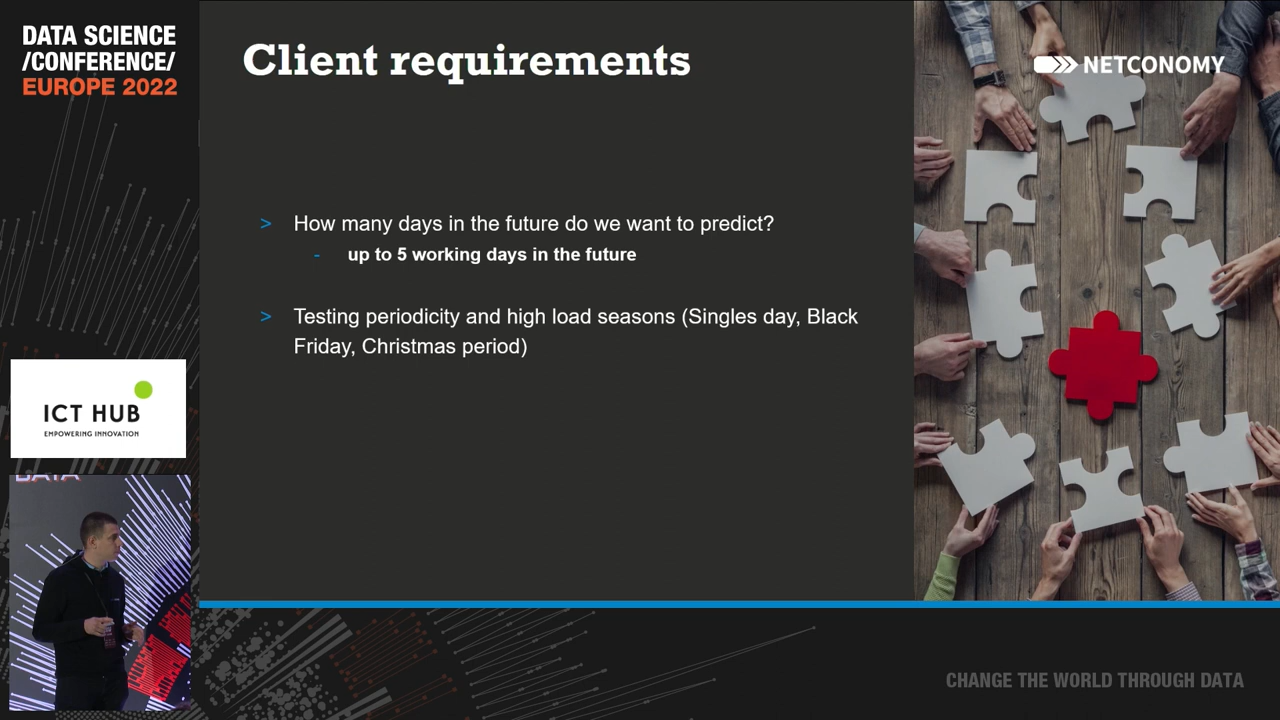 DATA SCIENCE
/CONFERENCE/
EUROPE 2022
Client requirements
NETCONOMY
> How many days in the future do we want to predict?
- up to 5 working days in the future
> Testing periodicity and high load seasons (Singles day, Black
Friday, Christmas period)
ICT HUB
EMPOWERING INNOVATION
DATA
CHANGE THE WORLD THROUGH DATA